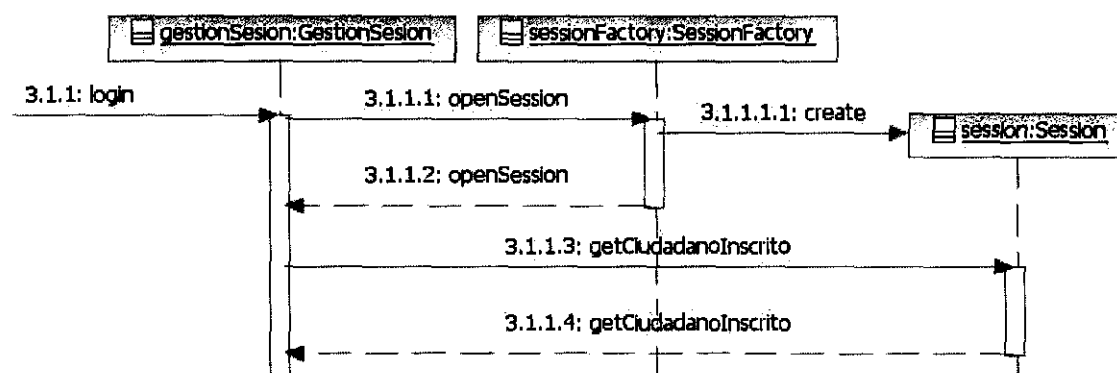 gestionSesion:GestionSesion
sessionFactory:SessionFactory
3.1.1: login
3.1.1.1: openSession
3.1.1.1.1: create
session:Session
3.1.1.2: openSession
3.1.1.3: getCiudadanoInscrito
3.1.1.4: getCiudadanoInscrito